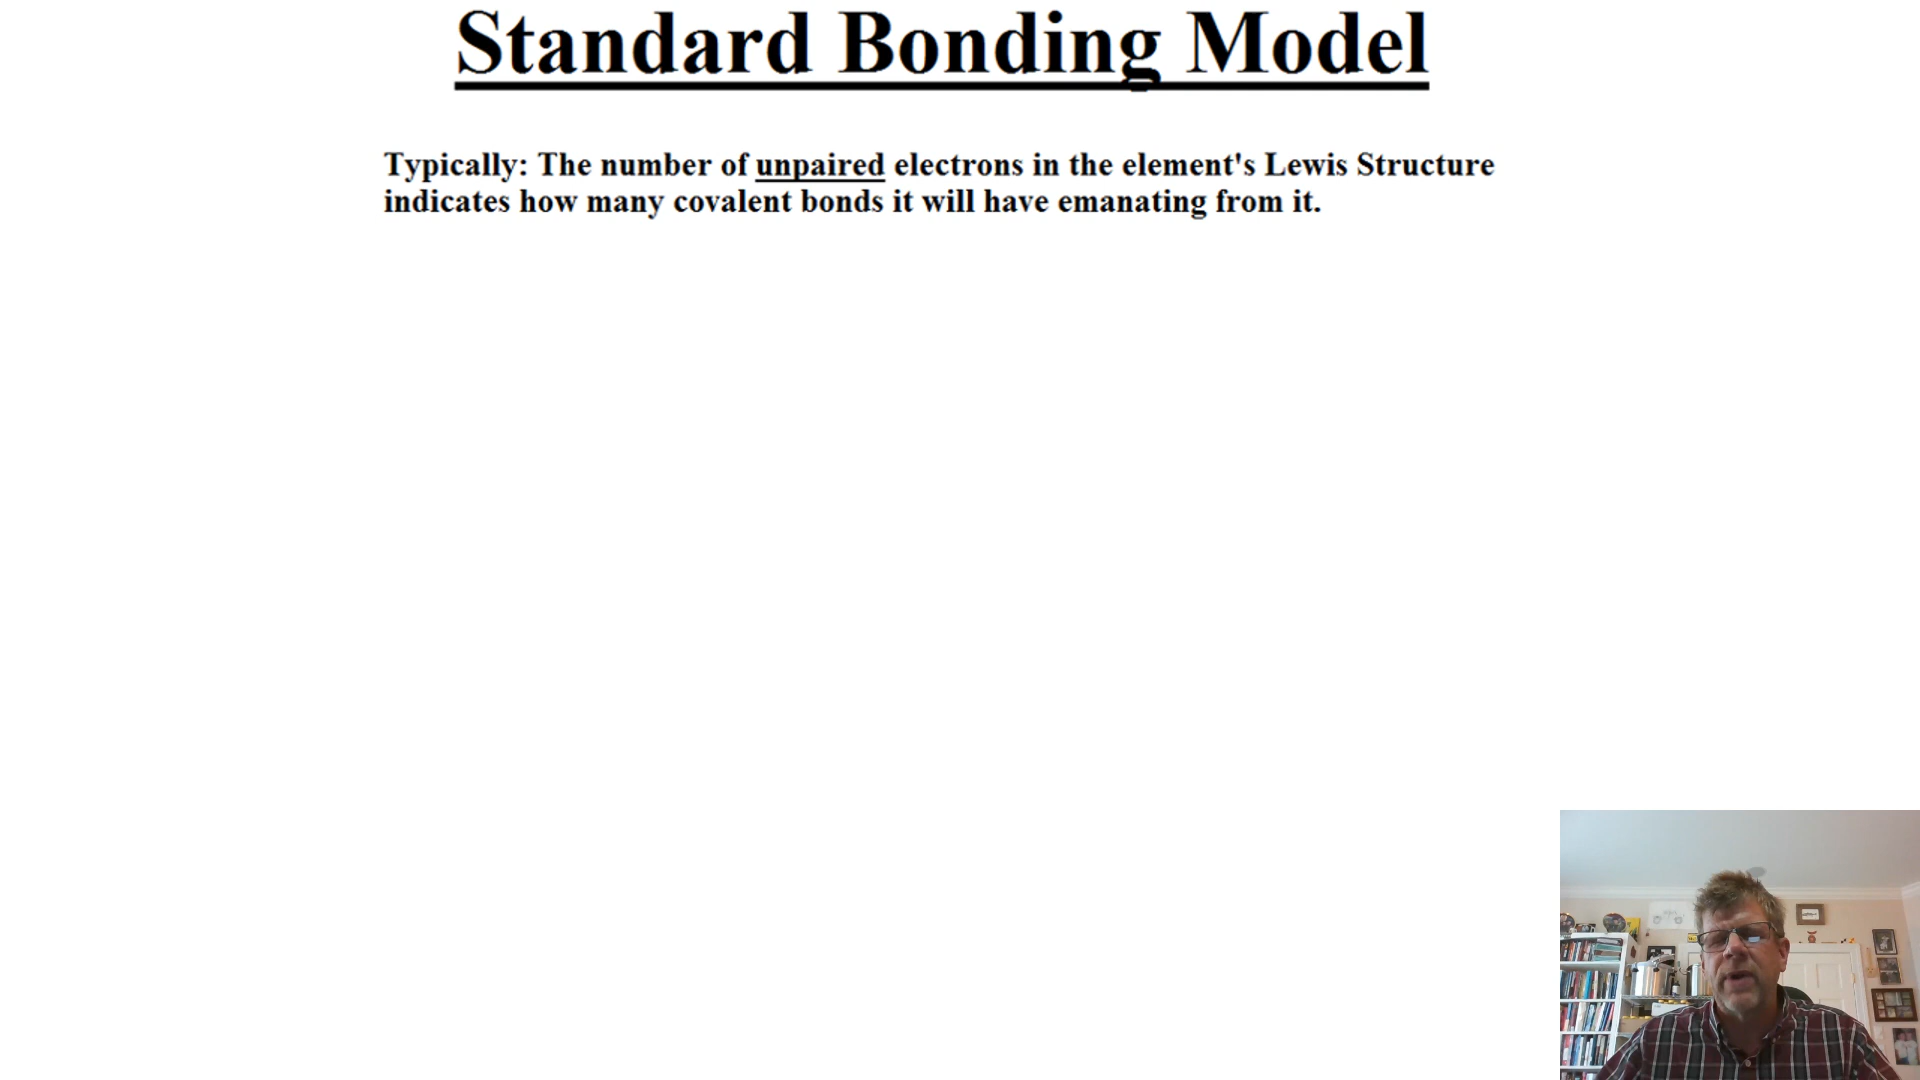 Standard Bonding Model
Typically: The number of unpaired electrons in the element's Lewis Structure
indicates how many covalent bonds it will have emanating from it.